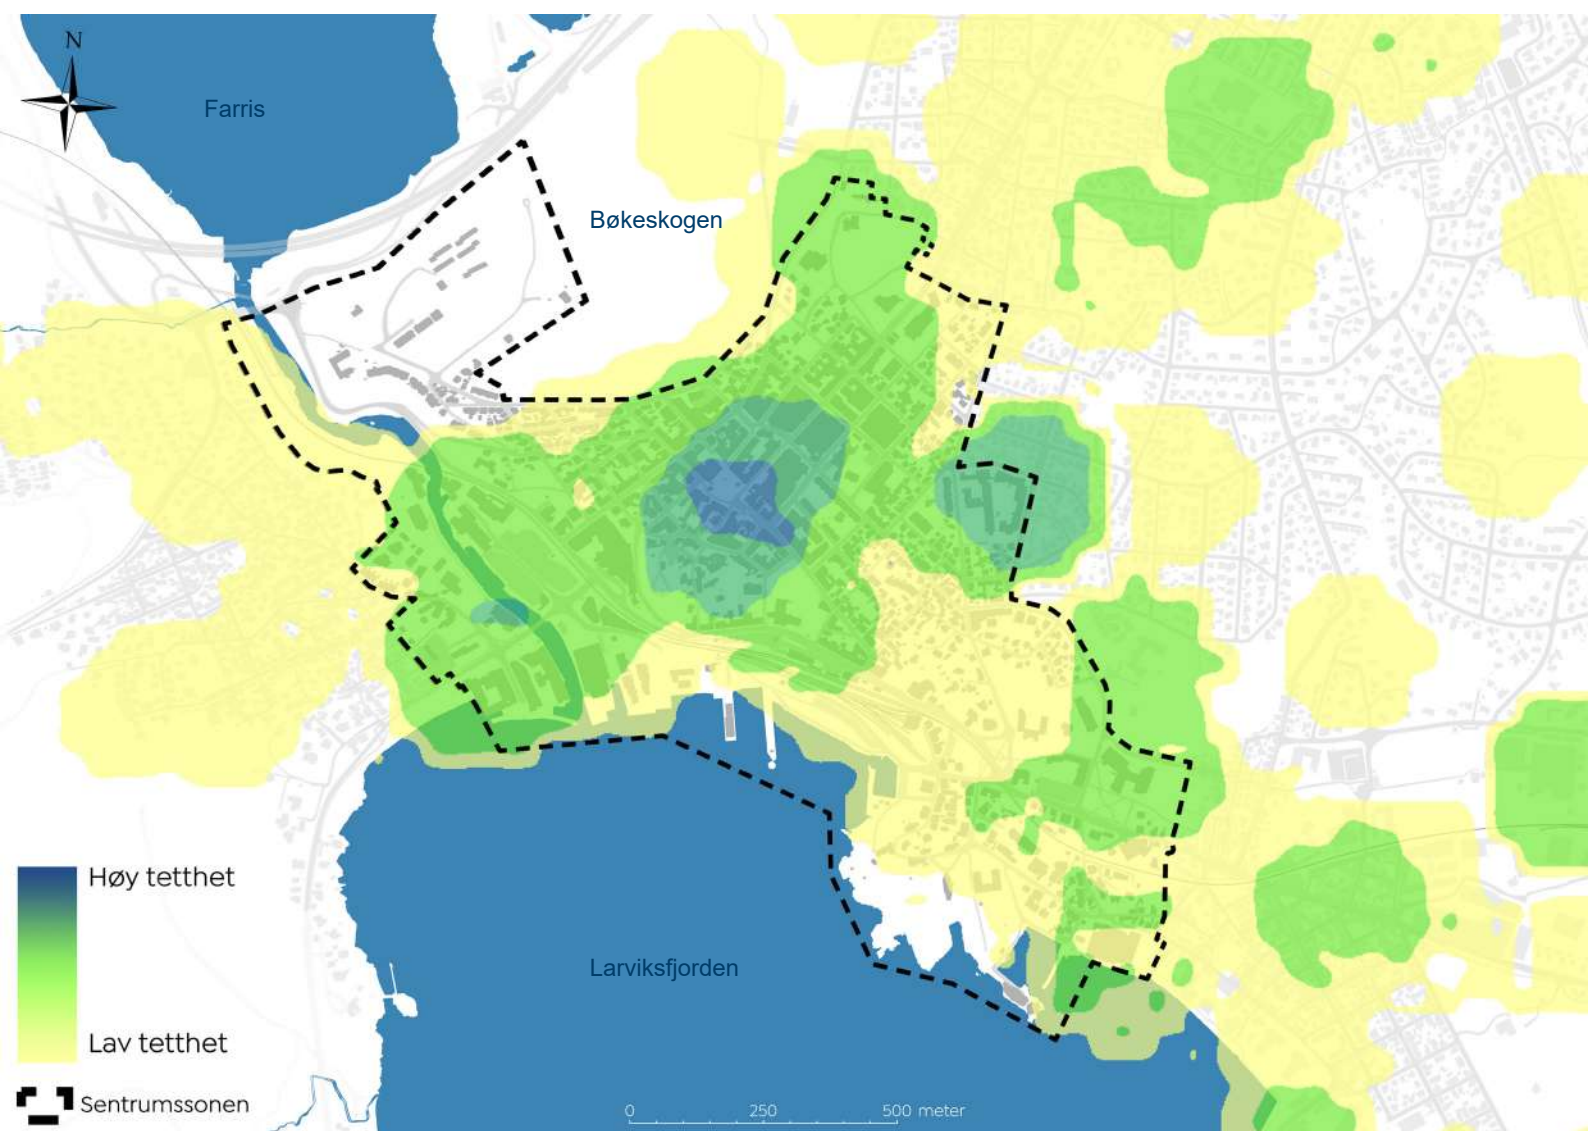 N
Farris
Bøkeskogen
Høy tetthet
Larviksfjorden
Lav tetthet
Sentrumssonen
0 250 500 meter